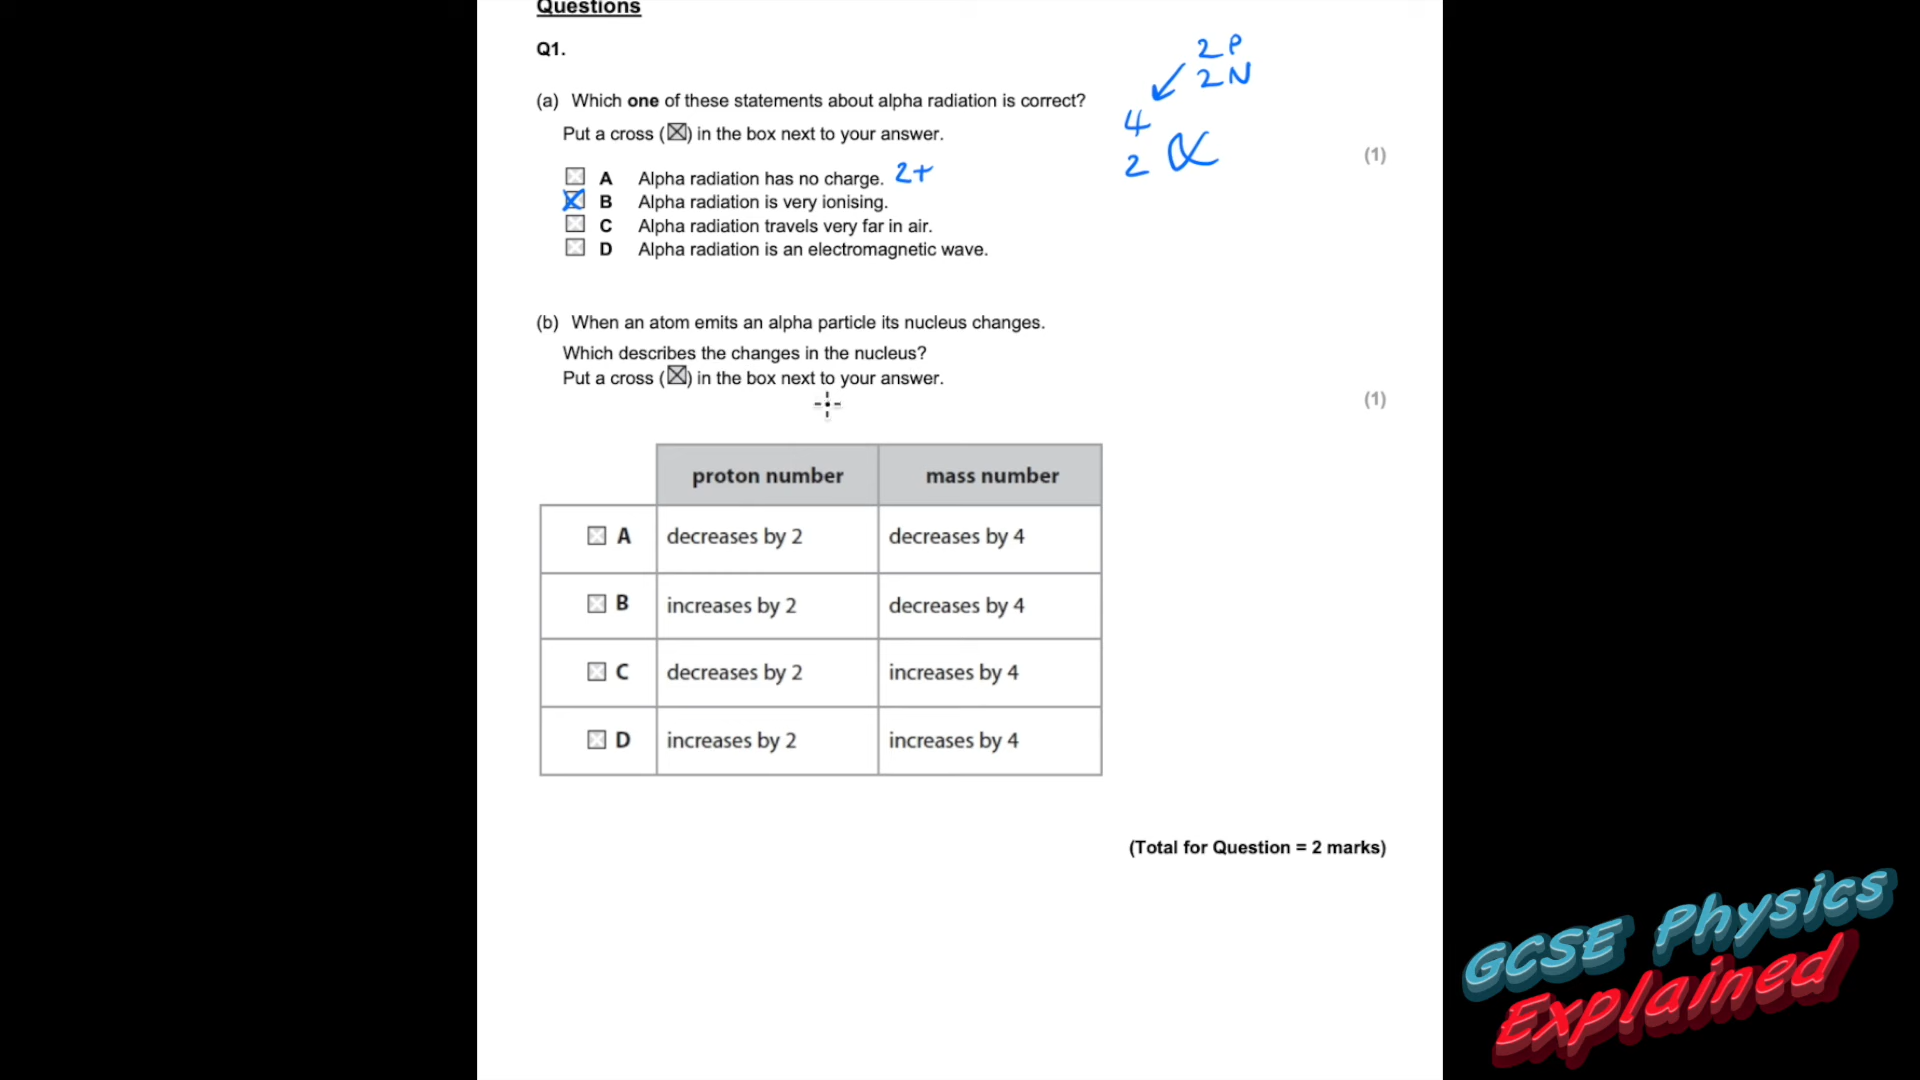 Questions
Q1.
2 P
2 N
(a) Which one of these statements about alpha radiation is correct?
4
2 α
Put a cross (☒) in the box next to your answer.
(1)
A Alpha radiation has no charge. 2+
B Alpha radiation is very ionising.
C Alpha radiation travels very far in air.
D Alpha radiation is an electromagnetic wave.
(b) When an atom emits an alpha particle its nucleus changes.
Which describes the changes in the nucleus?
Put a cross (☒) in the box next to your answer.
(1)
proton number mass number
A decreases by 2 decreases by 4
B increases by 2 decreases by 4
C decreases by 2 increases by 4
D increases by 2 increases by 4
(Total for Question = 2 marks)
GCSE Physics
Explained